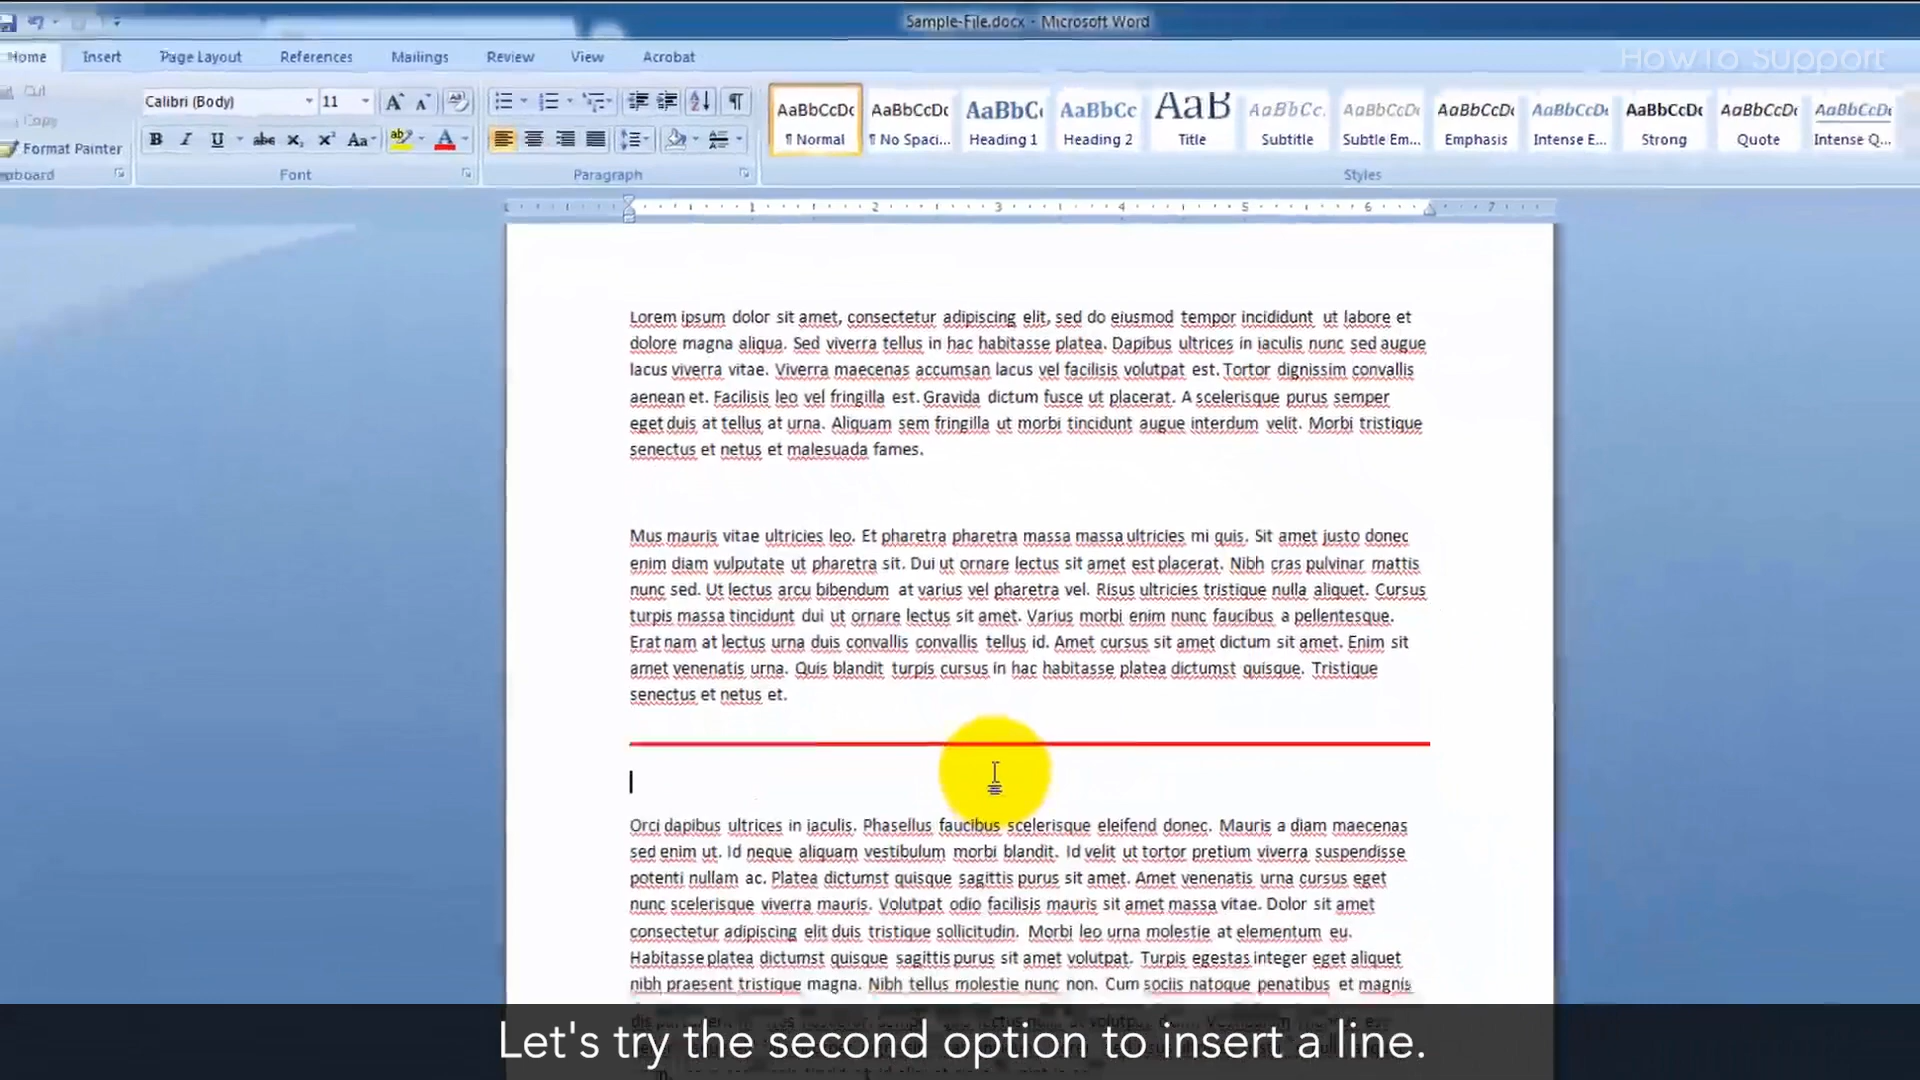 Sample-File.docx - Microsoft Word
Home Insert Page Layout References Mailings Review View Acrobat
HowTo Support
Cut
Copy
Format Painter
Calibri (Body) 11
AaBbCcDc AaBbCcDc AaBbC AaBbCc AaB AaBbCc. AaBbCcDc AaBbCcDc AaBbCcDc AaBbCcDc AaBbCcDc AaBbCcDc
¶ Normal ¶ No Spaci... Heading 1 Heading 2 Title Subtitle Subtle Em... Emphasis Intense E... Strong Quote Intense Q...
Font Paragraph Styles
1 2 3 4 5 6 7
Lorem ipsum dolor sit amet, consectetur adipiscing elit, sed do eiusmod tempor incididunt ut labore et
dolore magna aliqua. Sed viverra tellus in hac habitasse platea. Dapibus ultrices in iaculis nunc sed augue
lacus viverra vitae. Viverra maecenas accumsan lacus vel facilisis volutpat est. Tortor dignissim convallis
aenean et. Facilisis leo vel fringilla est. Gravida dictum fusce ut placerat. A scelerisque purus semper
eget duis at tellus at urna. Aliquam sem fringilla ut morbi tincidunt augue interdum velit. Morbi tristique
senectus et netus et malesuada fames.
Mus mauris vitae ultricies leo. Et pharetra pharetra massa massa ultricies mi quis. Sit amet justo donec
enim diam vulputate ut pharetra sit. Dui ut ornare lectus sit amet est placerat. Nibh cras pulvinar mattis
nunc sed. Ut lectus arcu bibendum at varius vel pharetra vel. Risus ultricies tristique nulla aliquet. Cursus
turpis massa tincidunt dui ut ornare lectus sit amet. Varius morbi enim nunc faucibus a pellentesque.
Erat nam at lectus urna duis convallis convallis tellus id. Amet cursus sit amet dictum sit amet. Enim sit
amet venenatis urna. Quis blandit turpis cursus in hac habitasse platea dictumst quisque. Tristique
senectus et netus et.
Orci dapibus ultrices in iaculis. Phasellus faucibus scelerisque eleifend donec. Mauris a diam maecenas
sed enim ut. Id neque aliquam vestibulum morbi blandit. Id velit ut tortor pretium viverra suspendisse
potenti nullam ac. Platea dictumst quisque sagittis purus sit amet. Amet venenatis urna cursus eget
nunc scelerisque viverra mauris. Volutpat odio facilisis mauris sit amet massa vitae. Dolor sit amet
consectetur adipiscing elit duis tristique sollicitudin. Morbi leo urna molestie at elementum eu.
Habitasse platea dictumst quisque sagittis purus sit amet volutpat. Turpis egestas integer eget aliquet
nibh praesent tristique magna. Nibh tellus molestie nunc non. Cum sociis natoque penatibus et magnis
Let's try the second option to insert a line.